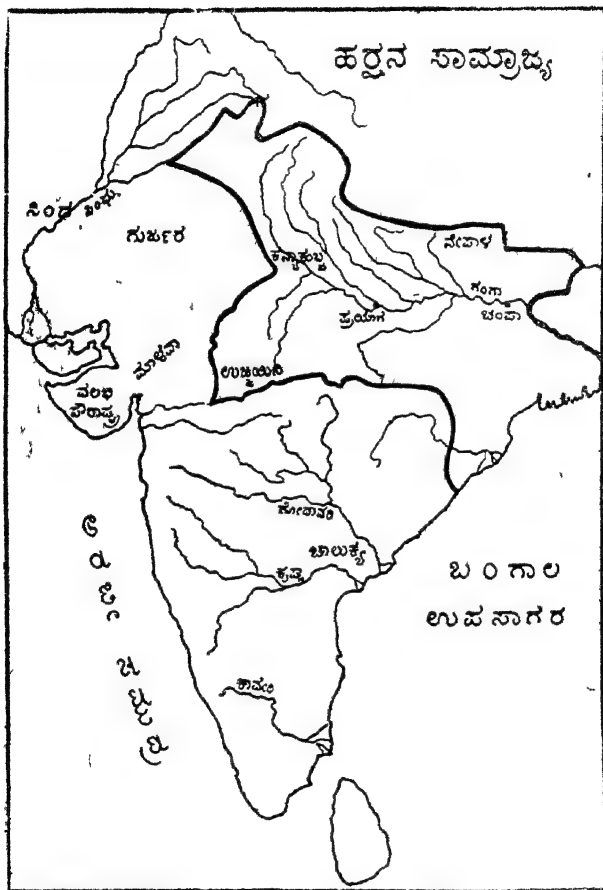 ಹರ್ಷನ ಸಾಮ್ರಾಜ್ಯ
ಸಿಂಧ
ಸಿಂಧು
ಗುರ್ಜರ
ಕನ್ಯಾಕುಬ್ಜ
ನೇಪಾಳ
ಗಂಗಾ
ಚಂಪಾ
ಪ್ರಯಾಗ
ಮಾಳವಾ
ಉಜ್ಜಯಿನಿ
ವಲಭಿ
ಸೌರಾಷ್ಟ್ರ
ಗೋದಾವರಿ
ಚಾಲುಕ್ಯ
ಕೃಷ್ಣಾ
ಅರಬ್ಬೀ ಸಮುದ್ರ
ಬಂಗಾಲ
ಉಪಸಾಗರ
ಕಾವೇರಿ